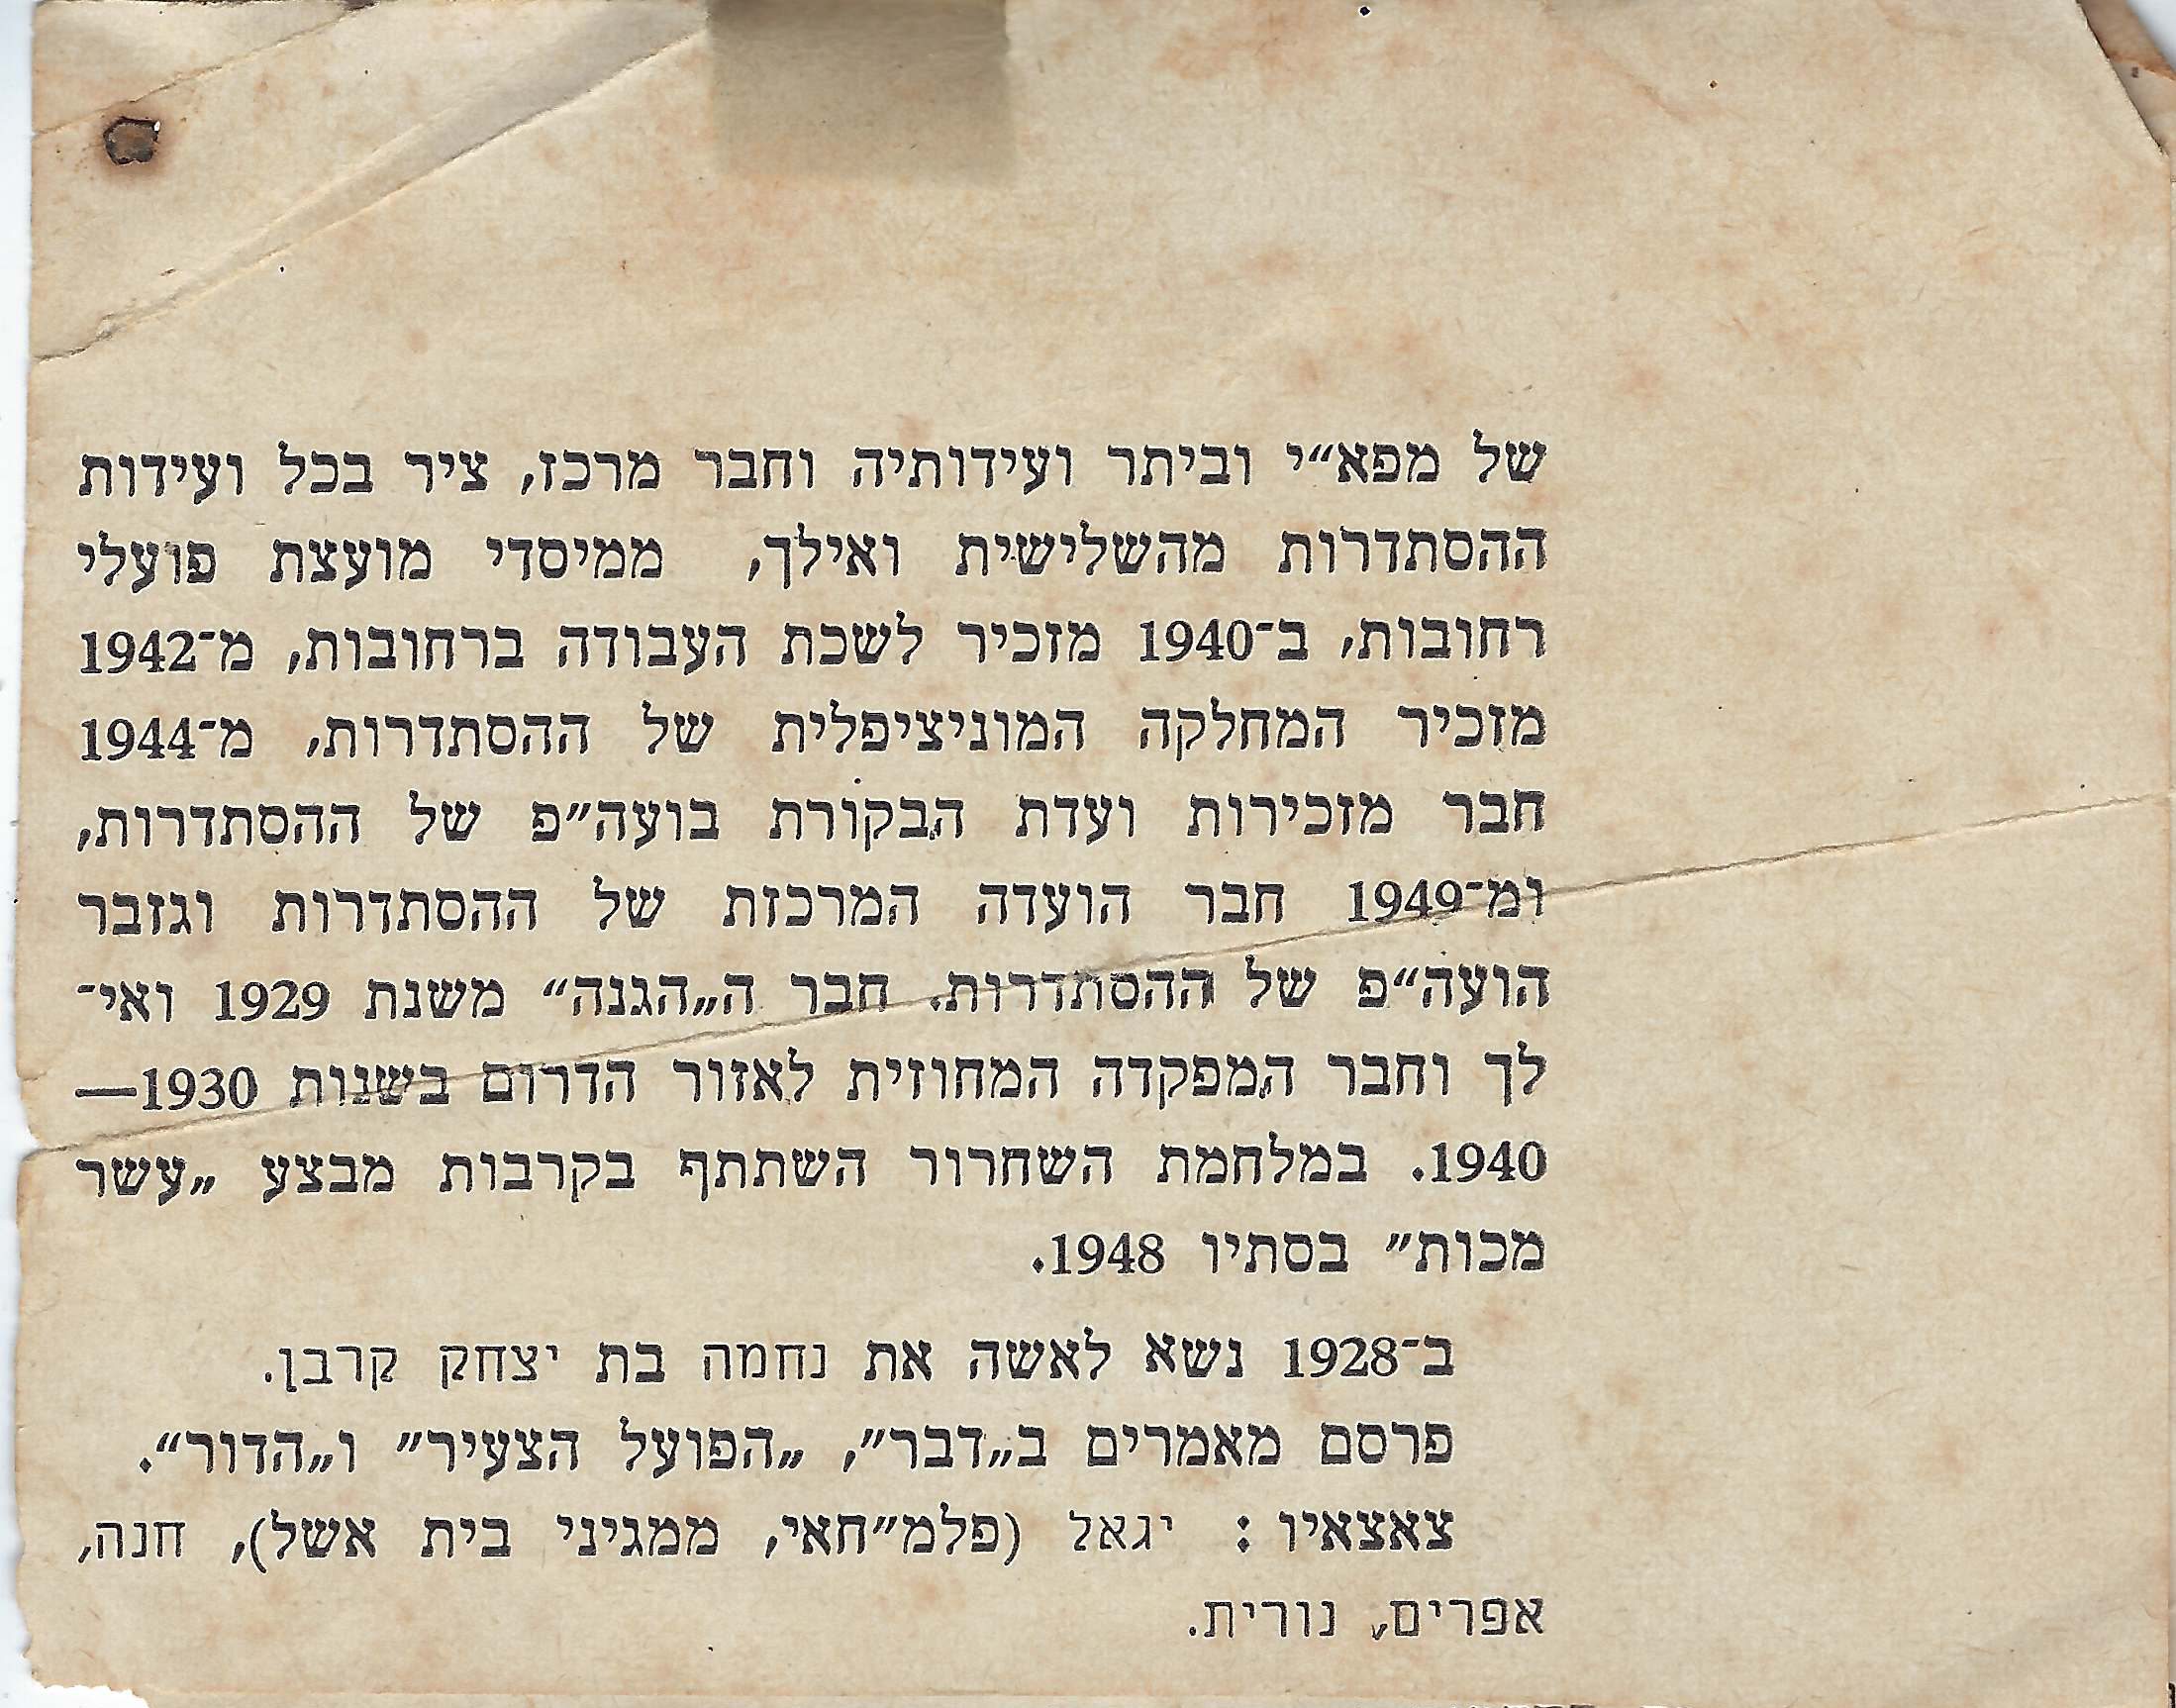 של מפא״י וביתר ועידותיה וחבר מרכז, ציר בכל ועידות
ההסתדרות מהשלישית ואילך, ממיסדי מועצת פועלי
רחובות, ב־1940 מזכיר לשכת העבודה ברחובות, מ־1942
מזכיר המחלקה המוניציפלית של ההסתדרות, מ־1944
חבר מזכירות ועדת הבקורת בועה״פ של ההסתדרות,
ומ־1949 חבר הועדה המרכזת של ההסתדרות וגזבר
הועה״פ של ההסתדרות. חבר ה„הגנה״ משנת 1929 ואי־
לך וחבר המפקדה המחוזית לאזור הדרום בשנות 1930—
1940. במלחמת השחרור השתתף בקרבות מבצע „עשר
מכות״ בסתיו 1948.
ב־1928 נשא לאשה את נחמה בת יצחק קרבן.
פרסם מאמרים ב„דבר״, „הפועל הצעיר״ ו„הדור״.
צאצאיו: יגאל (פלמ״חאי, ממגיני בית אשל), חנה,
אפרים, נורית.